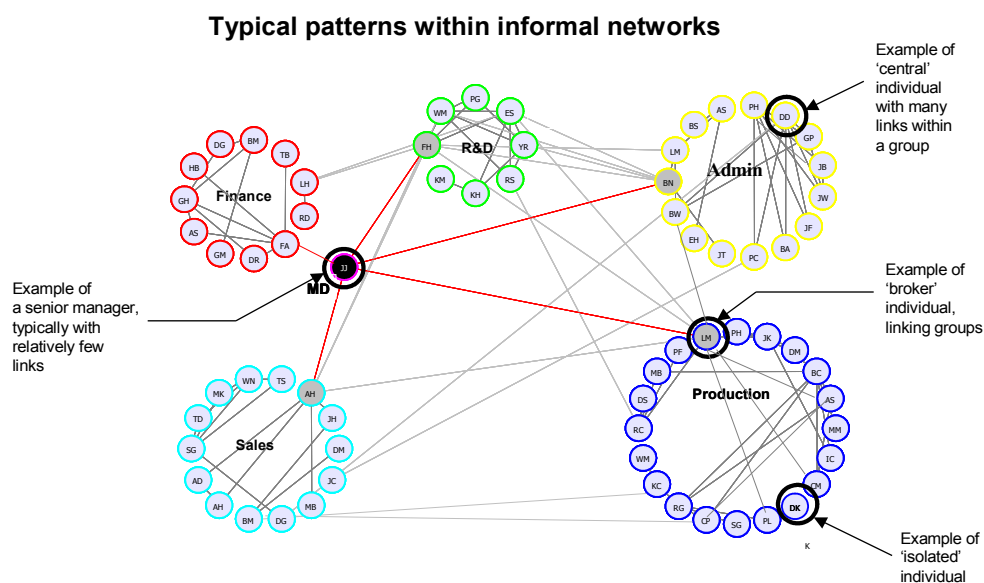 Typical patterns within informal networks
Example of
‘central’
individual
with many
links within
a group
Finance
BM
TB
LH
RD
FA
DR
GM
AS
GH
HB
DG
R&D
PG
ES
YR
RS
KH
KM
FH
WM
Admin
PH
DD
GP
JB
JW
JF
BA
PC
JT
EH
BW
BN
LM
BS
AS
JJ
MD
Example of
a senior manager,
typically with
relatively few
links
Example of
‘broker’
individual,
linking groups
Sales
WN
TS
AH
JH
DM
JC
MB
DG
BM
AH
AD
SG
TD
MK
Production
LM
PH
JK
DM
BC
AS
MM
IC
CM
DK
PL
SG
CP
RG
KC
WM
RC
DS
MB
PF
K
Example of
‘isolated’
individual